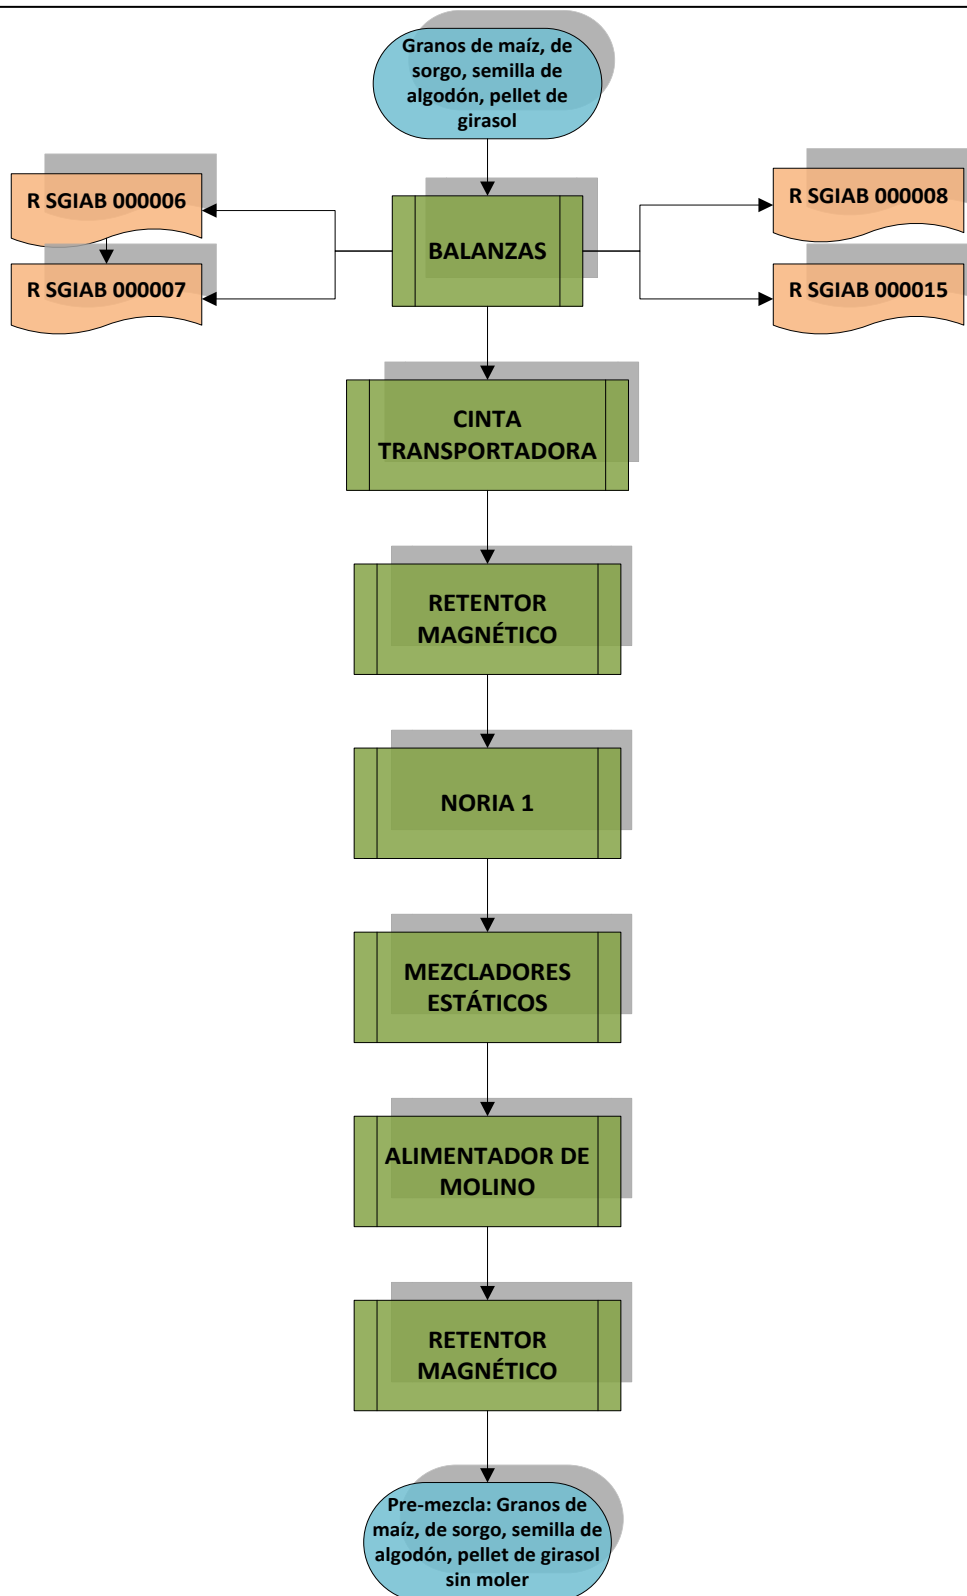 Granos de maíz, de
sorgo, semilla de
algodón, pellet de
girasol
R SGIAB 000006
R SGIAB 000007
BALANZAS
R SGIAB 000008
R SGIAB 000015
CINTA
TRANSPORTADORA
RETENTOR
MAGNÉTICO
NORIA 1
MEZCLADORES
ESTÁTICOS
ALIMENTADOR DE
MOLINO
RETENTOR
MAGNÉTICO
Pre-mezcla: Granos de
maíz, de sorgo, semilla de
algodón, pellet de girasol
sin moler